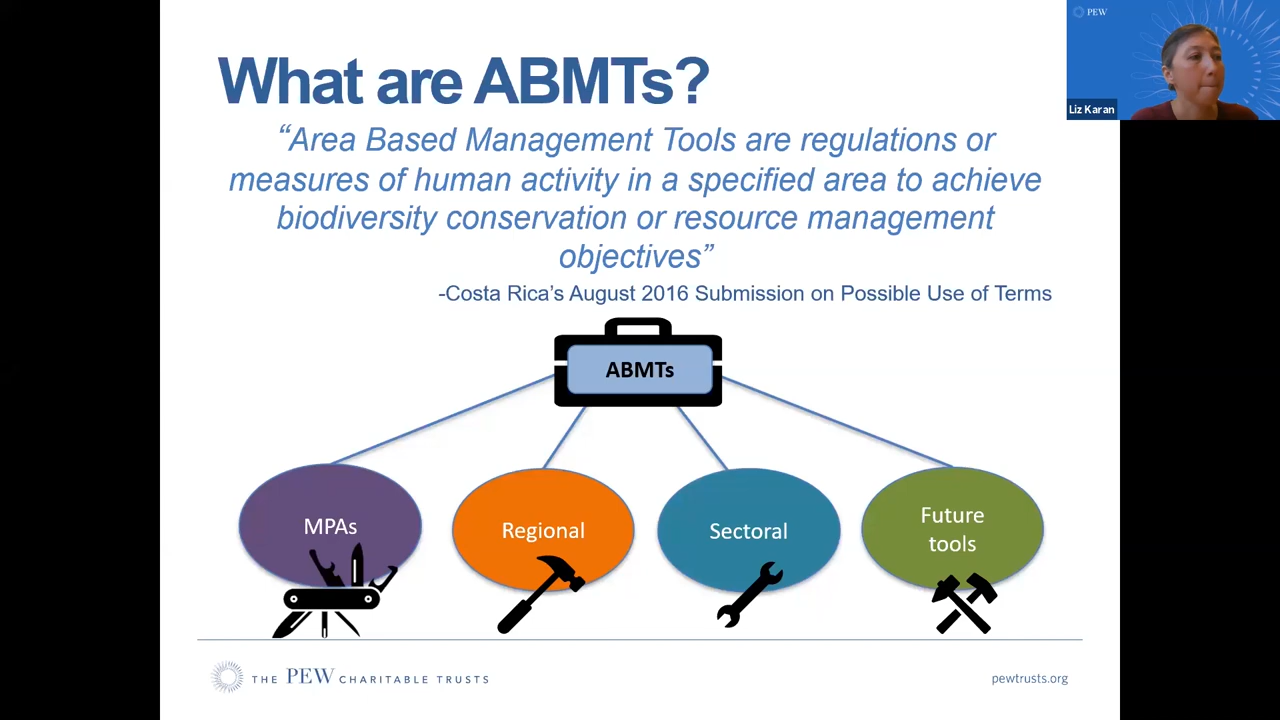 What are ABMTs?
“Area Based Management Tools are regulations or
measures of human activity in a specified area to achieve
biodiversity conservation or resource management
objectives”
-Costa Rica’s August 2016 Submission on Possible Use of Terms
ABMTs
MPAs
Regional
Sectoral
Future
tools
THE PEW CHARITABLE TRUSTS
pewtrusts.org
PEW
Liz Karan